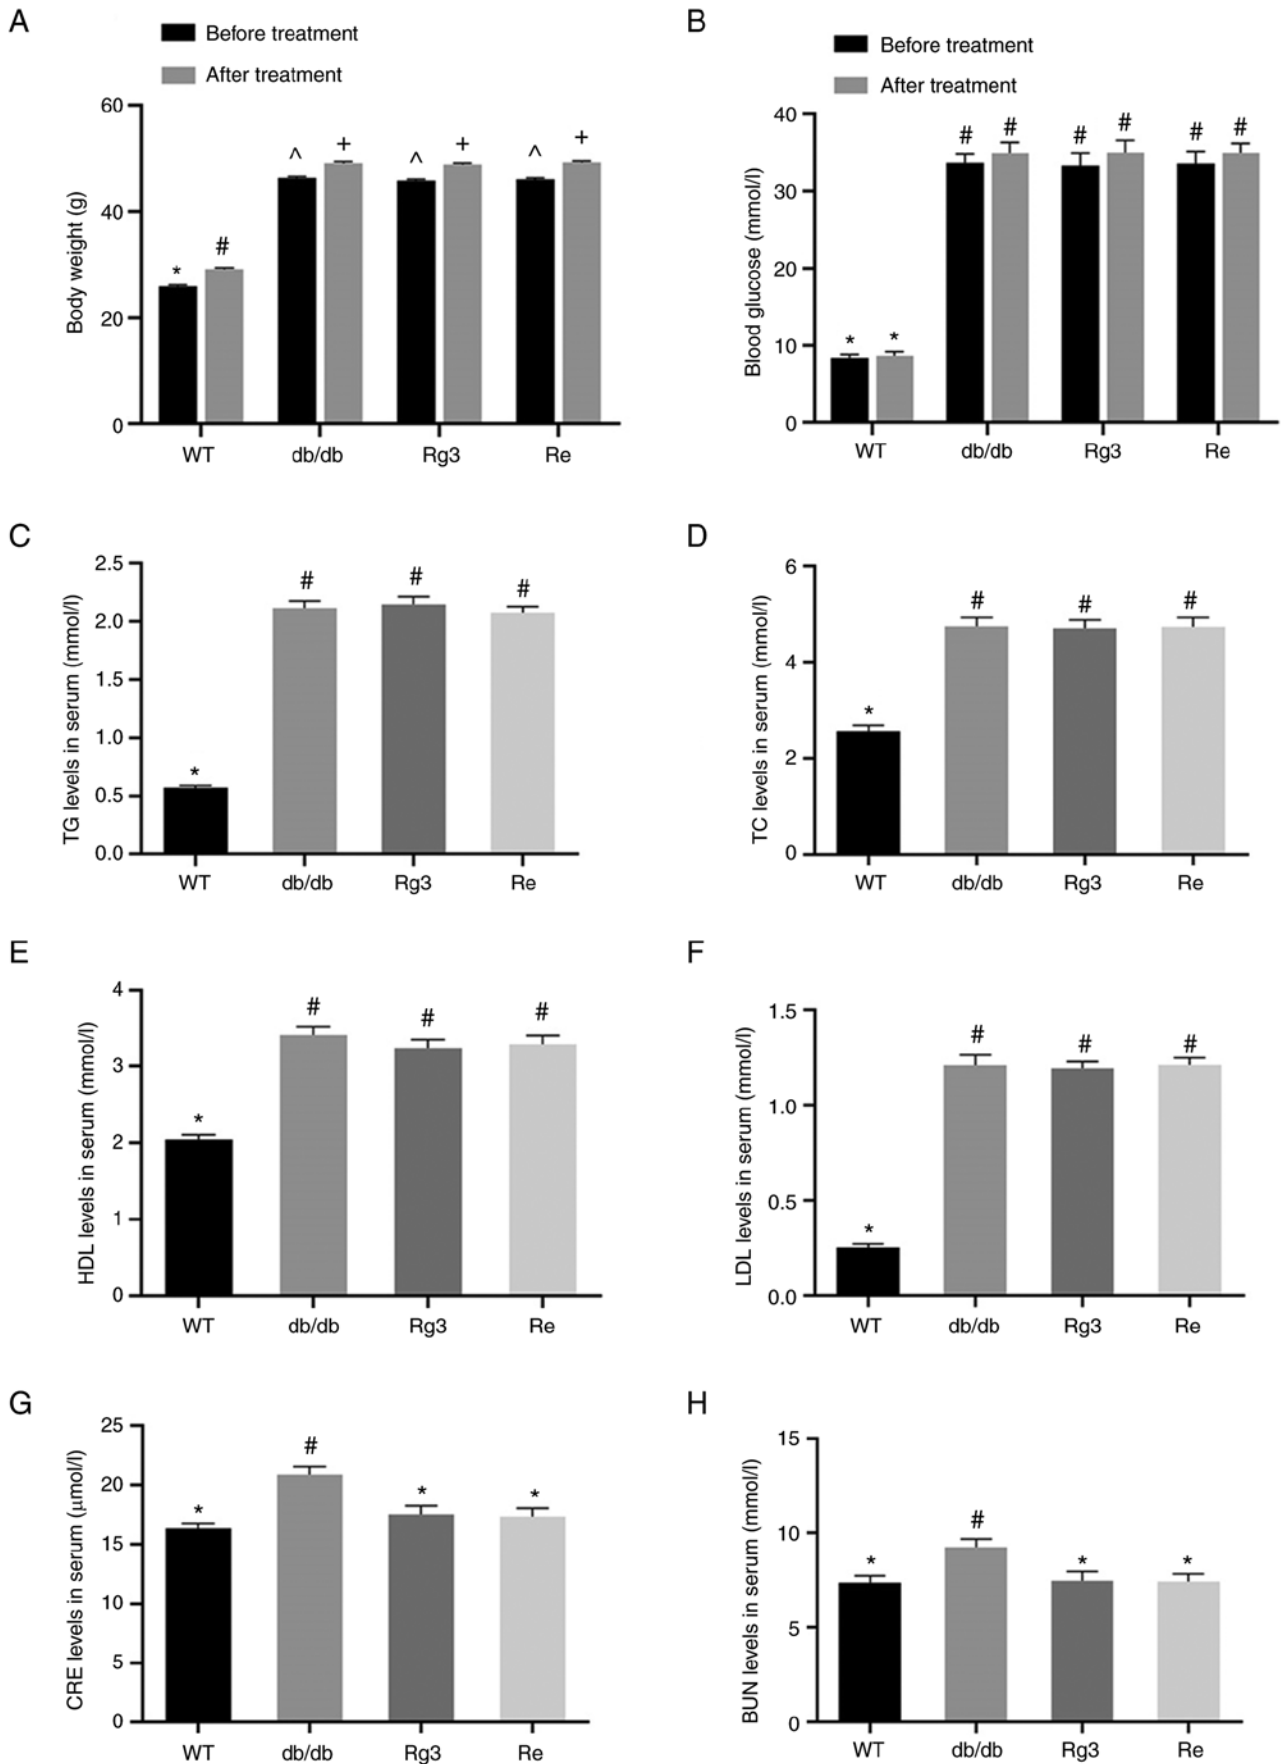 A
Before treatment
After treatment
Body weight (g)
60
40
20
0
^ + ^ + ^ +
* #
WT db/db Rg3 Re
B
Before treatment
After treatment
Blood glucose (mmol/l)
40
30
20
10
0
# # # # # #
* *
WT db/db Rg3 Re
C
TG levels in serum (mmol/l)
2.5
2.0
1.5
1.0
0.5
0.0
* # # #
WT db/db Rg3 Re
D
TC levels in serum (mmol/l)
6
4
2
0
* # # #
WT db/db Rg3 Re
E
HDL levels in serum (mmol/l)
4
3
2
1
0
* # # #
WT db/db Rg3 Re
F
LDL levels in serum (mmol/l)
1.5
1.0
0.5
0.0
* # # #
WT db/db Rg3 Re
G
CRE levels in serum (μmol/l)
25
20
15
10
5
0
* # * *
WT db/db Rg3 Re
H
BUN levels in serum (mmol/l)
15
10
5
0
* # * *
WT db/db Rg3 Re